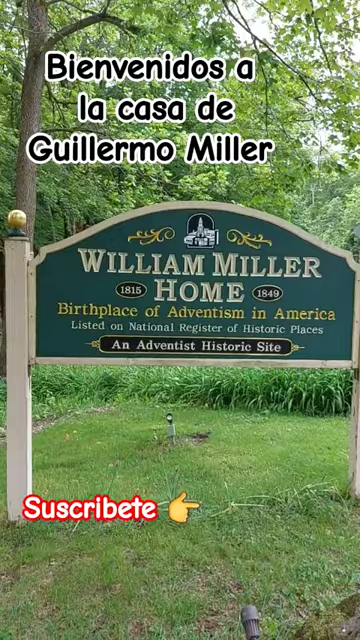 Bienvenidos a
la casa de
Guillermo Miller
WILLIAM MILLER
1815 HOME 1849
Birthplace of Adventism in America
Listed on National Register of Historic Places
An Adventist Historic Site
Suscribete 👉